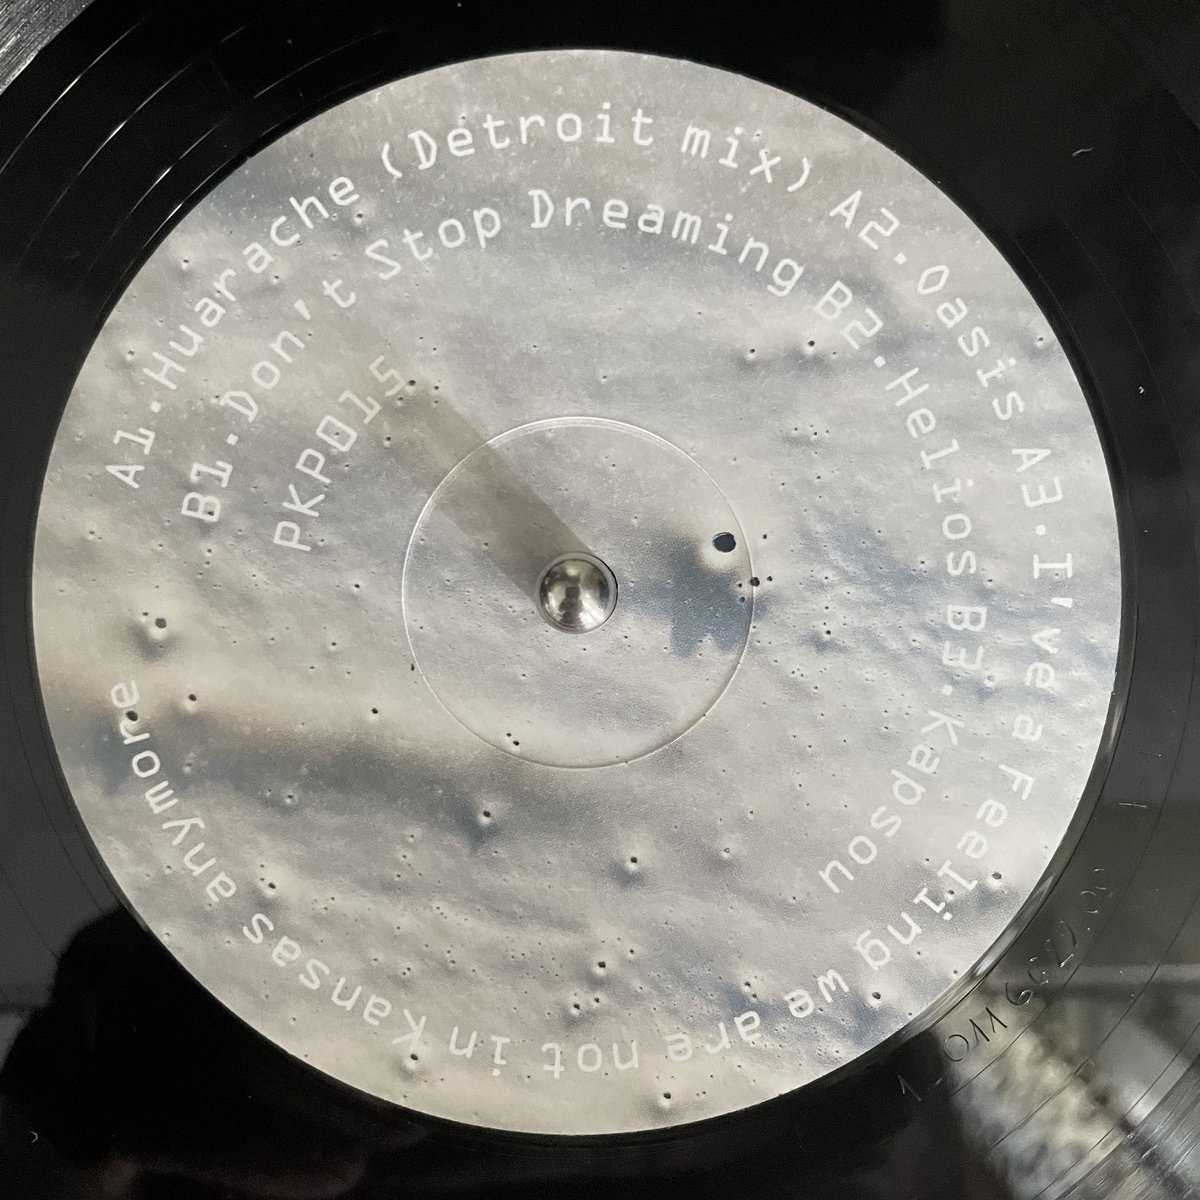 A1.Huarache (Detroit mix) A2.Oasis A3.I've a Feeling we are not in Kansas anymore
B1.Don't Stop Dreaming B2.Helios B3.Kapsou
PKP015